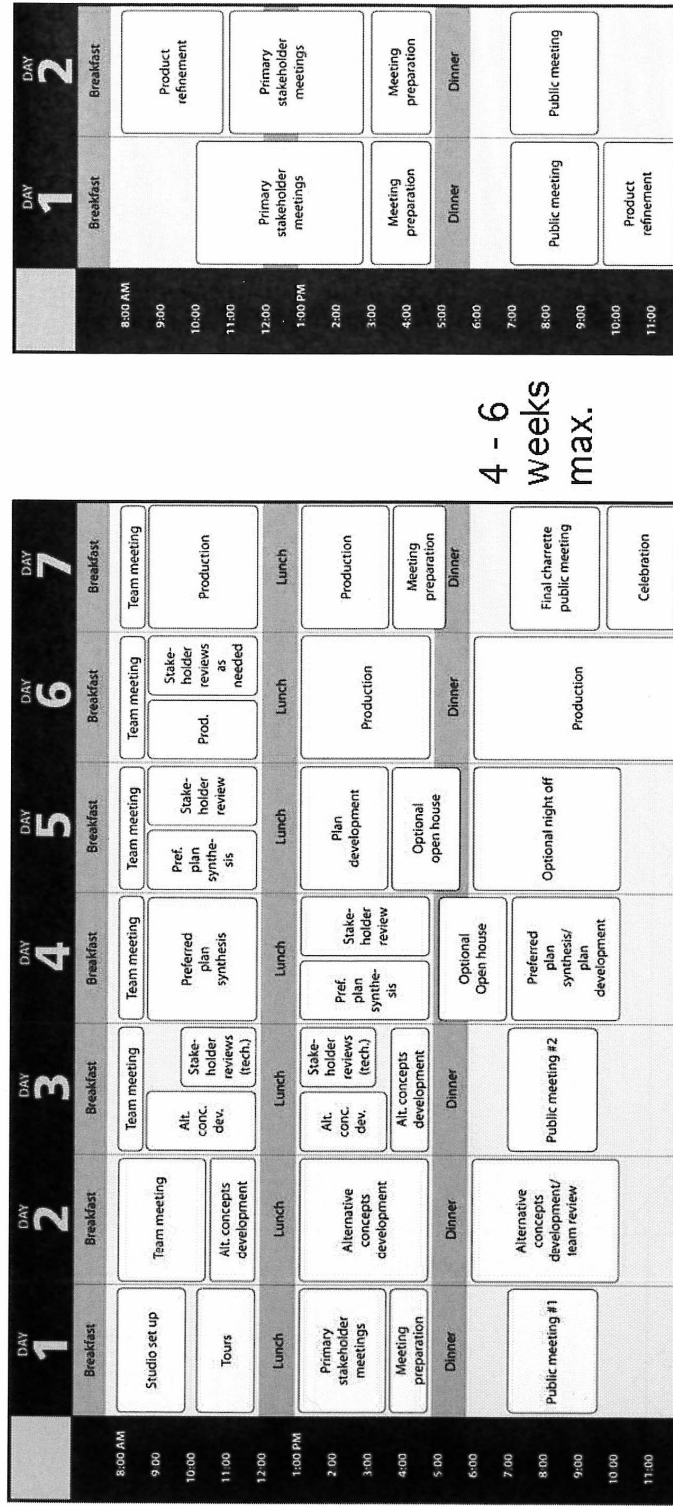 DAY
1
Breakfast
Studio set up
Tours
Lunch
Primary
stakeholder
meetings
Meeting
preparation
Dinner
Public meeting #1
DAY
2
Breakfast
Team meeting
Alt. concepts
development
Lunch
Alternative
concepts
development
Dinner
Alternative
concepts
development/
team review
DAY
3
Breakfast
Team meeting
Alt.
conc.
dev.
Stake-
holder
reviews
(tech.)
Lunch
Alt.
conc.
dev.
Stake-
holder
reviews
(tech.)
Alt. concepts
development
Dinner
Public meeting #2
DAY
4
Breakfast
Team meeting
Preferred
plan
synthesis
Lunch
Pref.
plan
synthe-
sis
Stake-
holder
review
Optional
Open house
Preferred
plan
synthesis/
plan
development
DAY
5
Breakfast
Team meeting
Pref.
plan
synthe-
sis
Stake-
holder
review
Lunch
Plan
development
Optional
open house
Optional night off
DAY
6
Breakfast
Team meeting
Prod.
Stake-
holder
reviews
as
needed
Lunch
Production
Dinner
Production
DAY
7
Breakfast
Team meeting
Production
Lunch
Production
Meeting
preparation
Dinner
Final charrette
public meeting
Celebration
8:00 AM
9:00
10:00
11:00
12:00
1:00 PM
2:00
3:00
4:00
5:00
6:00
7:00
8:00
9:00
10:00
11:00
4 - 6
weeks
max.
DAY
1
Breakfast
Primary
stakeholder
meetings
Meeting
preparation
Dinner
Public meeting
Product
refinement
DAY
2
Breakfast
Product
refinement
Primary
stakeholder
meetings
Meeting
preparation
Dinner
Public meeting
8:00 AM
9:00
10:00
11:00
12:00
1:00 PM
2:00
3:00
4:00
5:00
6:00
7:00
8:00
9:00
10:00
11:00